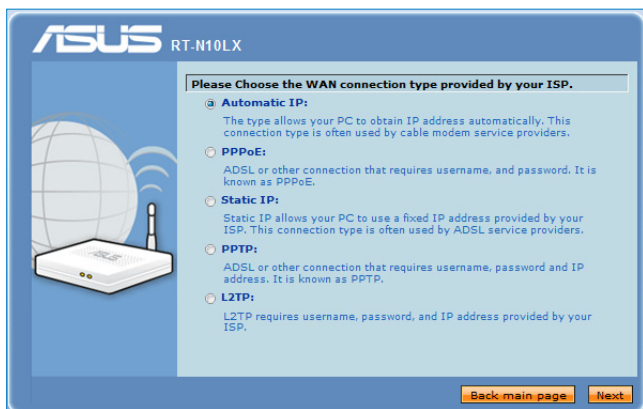 ASUS RT-N10LX
Please Choose the WAN connection type provided by your ISP.
Automatic IP:
The type allows your PC to obtain IP address automatically. This
connection type is often used by cable modem service providers.
PPPoE:
ADSL or other connection that requires username, and password. It is
known as PPPoE.
Static IP:
Static IP allows your PC to use a fixed IP address provided by your
ISP. This connection type is often used by ADSL service providers.
PPTP:
ADSL or other connection that requires username, password and IP
address. It is known as PPTP.
L2TP:
L2TP requires username, password, and IP address provided by your
ISP.
ASUS
Back main page Next